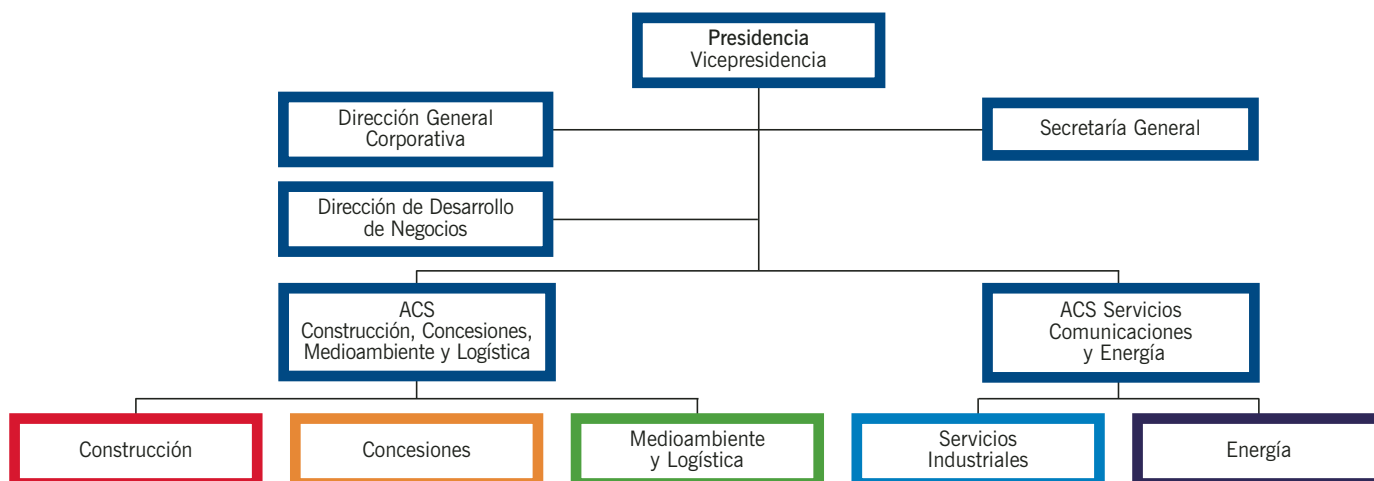 Presidencia
Vicepresidencia
Dirección General
Corporativa
Secretaría General
Dirección de Desarrollo
de Negocios
ACS
Construcción, Concesiones,
Medioambiente y Logística
ACS Servicios
Comunicaciones
y Energía
Construcción
Concesiones
Medioambiente
y Logística
Servicios
Industriales
Energía